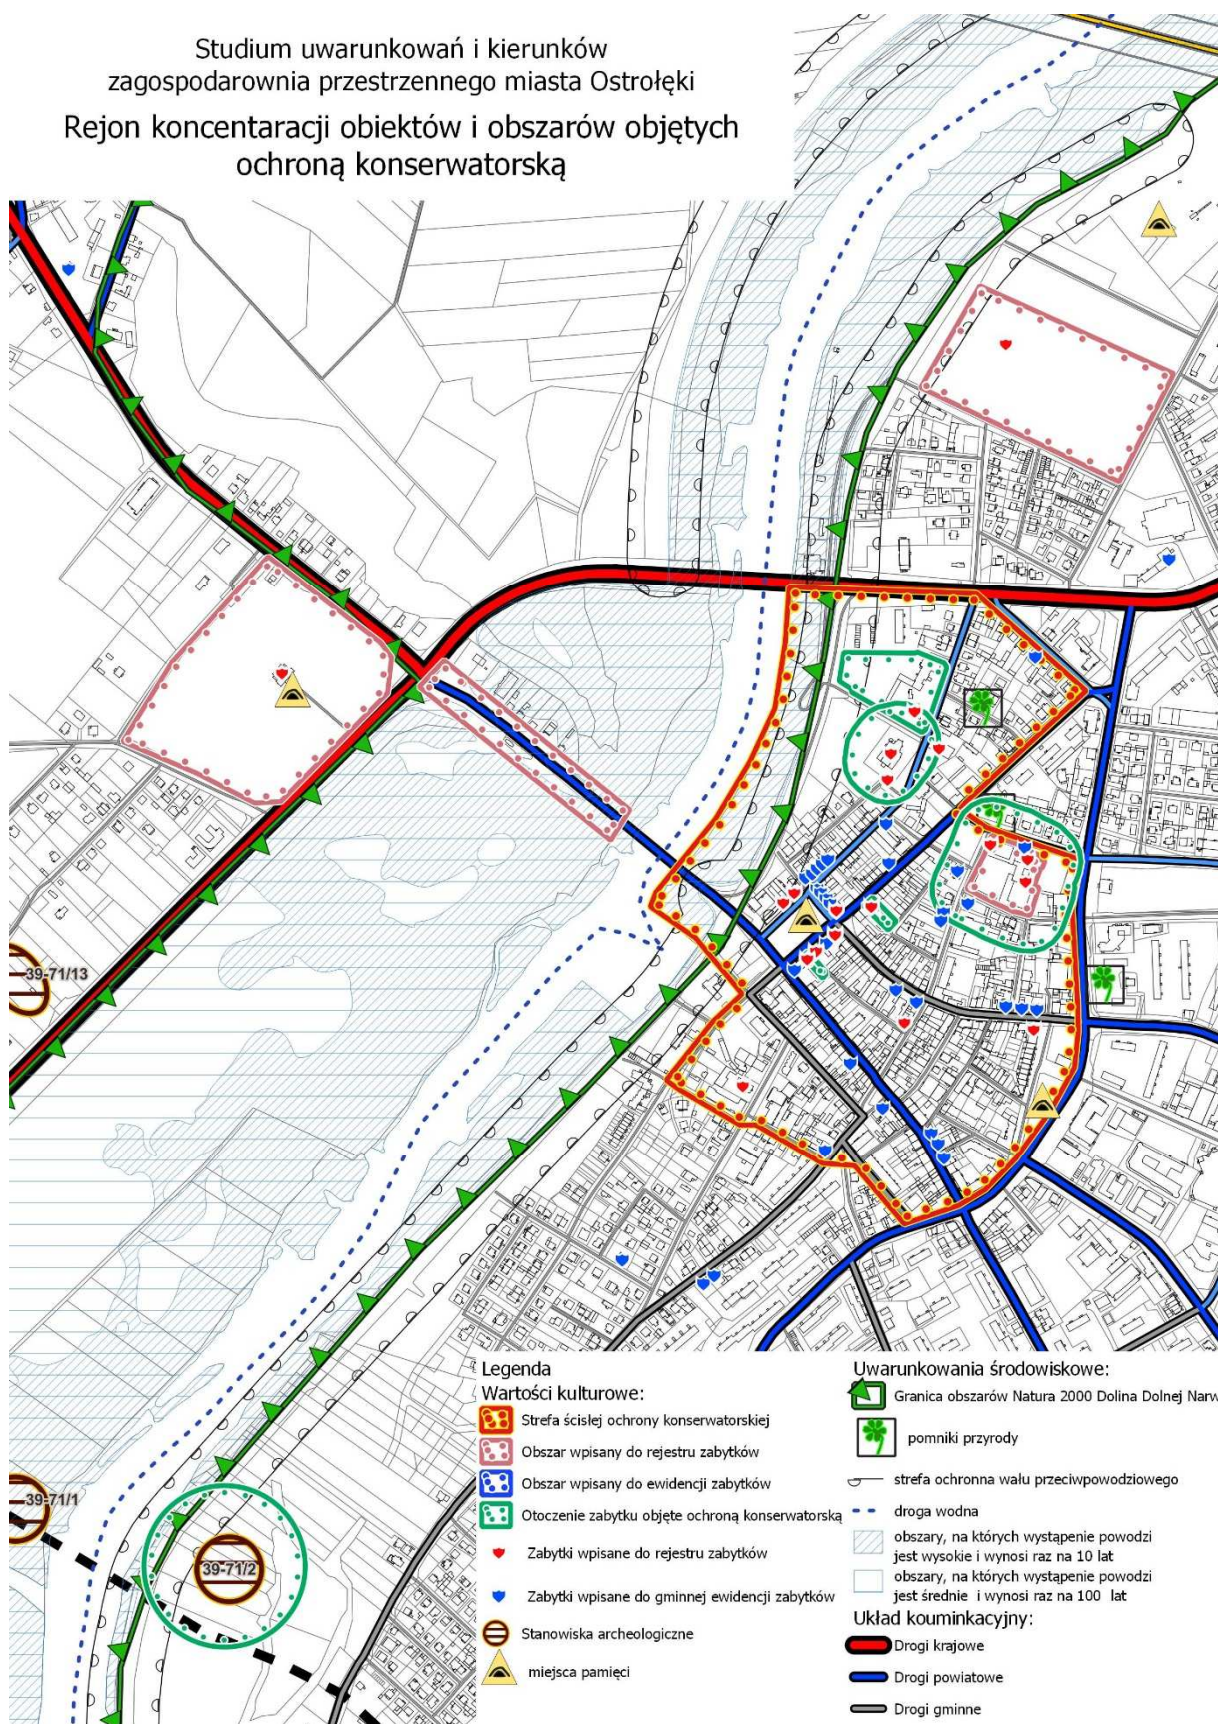 Studium uwarunkowań i kierunków
zagospodarownia przestrzennego miasta Ostrołęki
Rejon koncentaracji obiektów i obszarów objętych
ochroną konserwatorską
39-71/13
39-71/1
39-71/2
Legenda
Wartości kulturowe:
Strefa ścisłej ochrony konserwatorskiej
Obszar wpisany do rejestru zabytków
Obszar wpisany do ewidencji zabytków
Otoczenie zabytku objęte ochroną konserwatorską
Zabytki wpisane do rejestru zabytków
Zabytki wpisane do gminnej ewidencji zabytków
Stanowiska archeologiczne
miejsca pamięci
Uwarunkowania środowiskowe:
Granica obszarów Natura 2000 Dolina Dolnej Narw
pomniki przyrody
strefa ochronna wału przeciwpowodziowego
droga wodna
obszary, na których wystąpenie powodzi
jest wysokie i wynosi raz na 10 lat
obszary, na których wystąpenie powodzi
jest średnie i wynosi raz na 100 lat
Układ kouminkacyjny:
Drogi krajowe
Drogi powiatowe
Drogi gminne